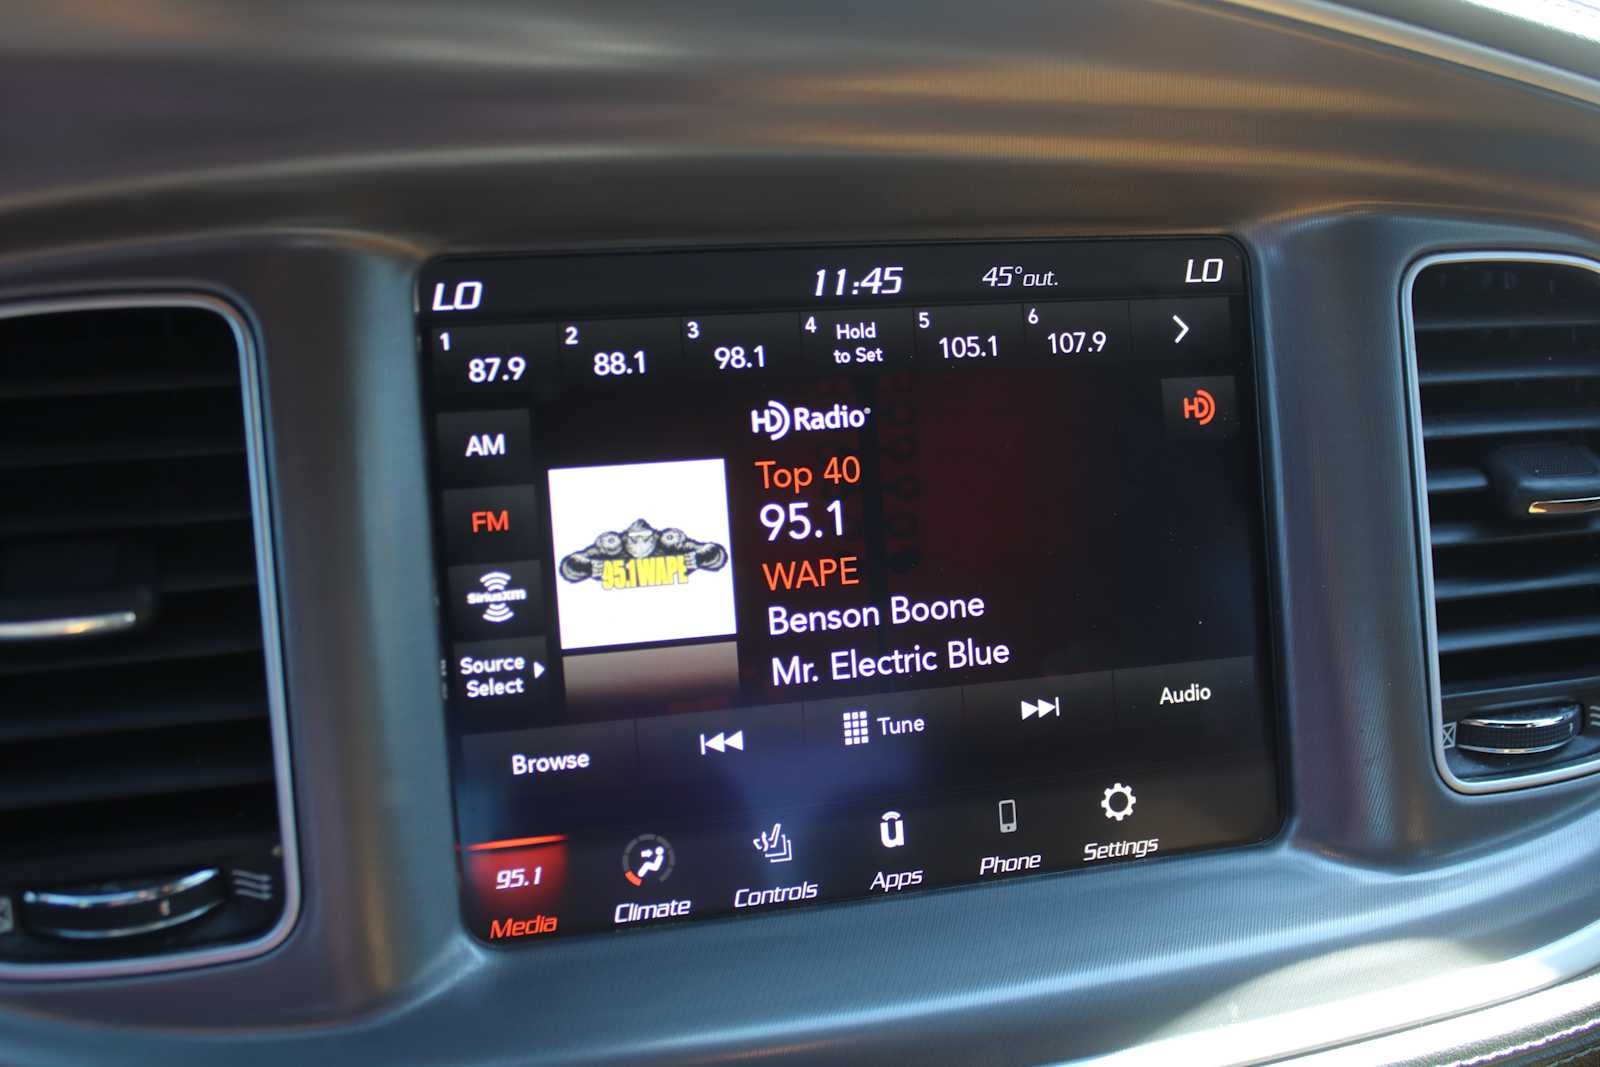 LO 11:45 45° out. LO
1 87.9 2 88.1 3 98.1 4 Hold to Set 5 105.1 6 107.9
HD Radio®
HD
AM
FM
SiriusXM
Source
Select
95.1 WAPE
Top 40
95.1
WAPE
Benson Boone
Mr. Electric Blue
Browse Tune Audio
95.1
Media Climate Controls Apps Phone Settings